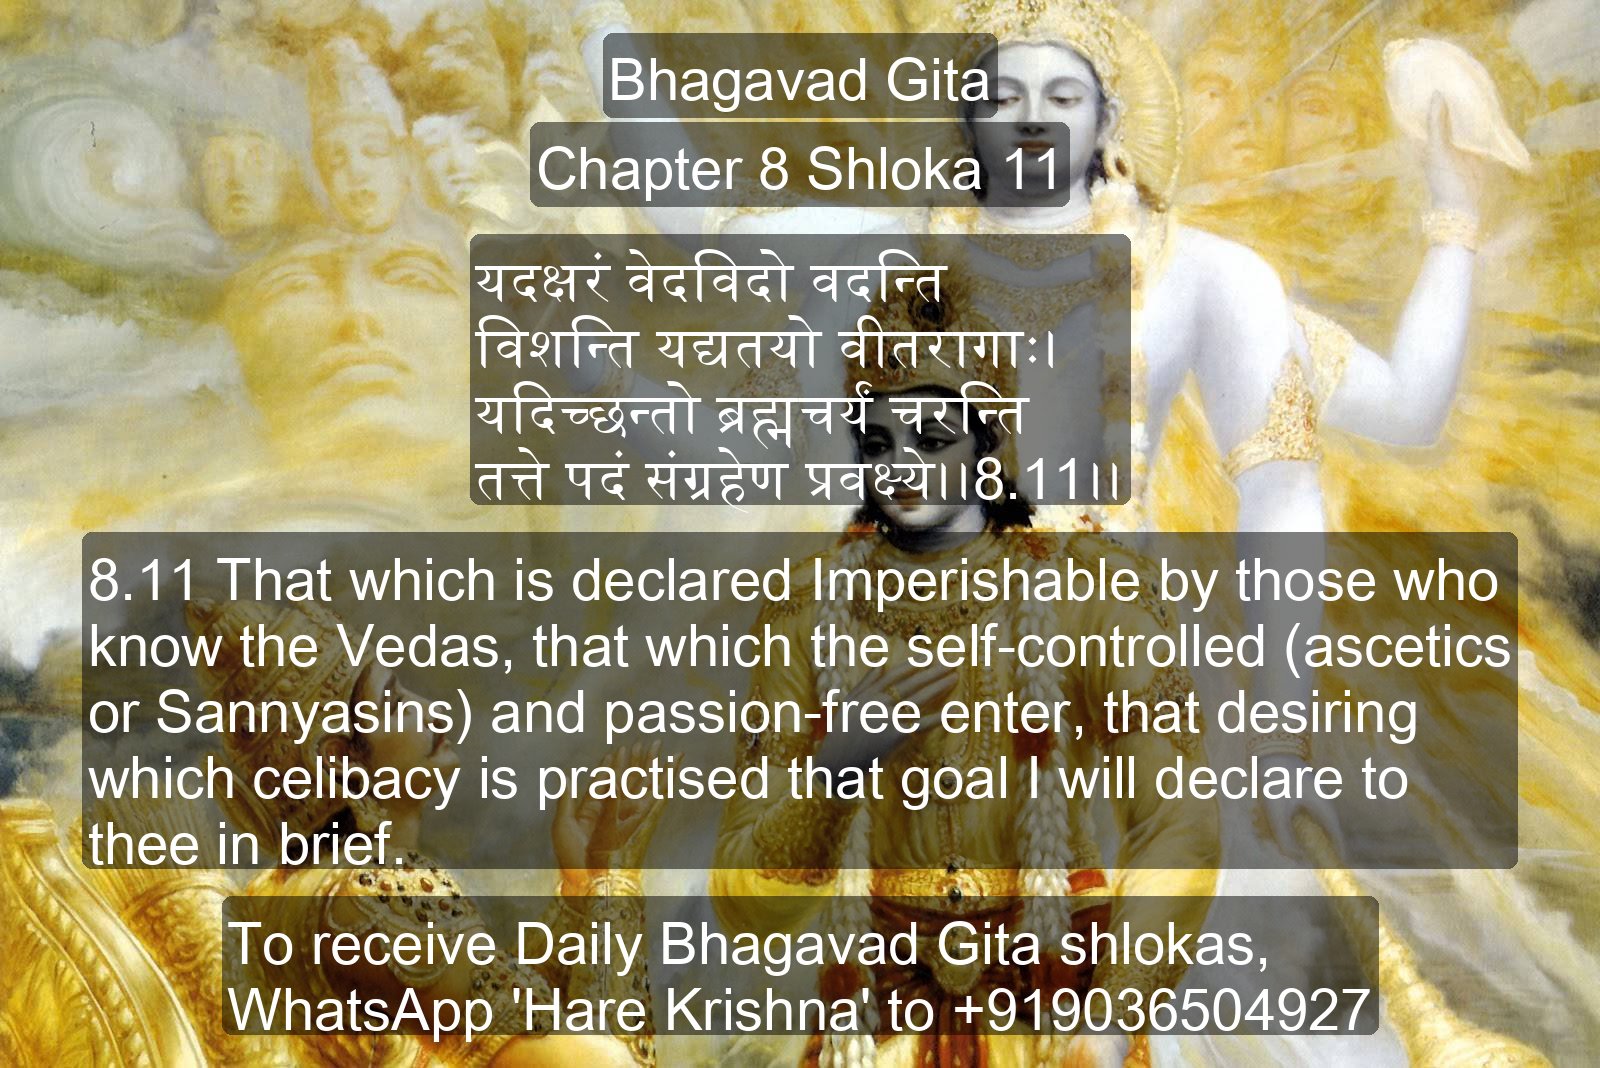 Bhagavad Gita
Chapter 8 Shloka 11
यदक्षरं वेदविदो वदन्ति
विशन्ति यद्यतयो वीतरागाः।
यदिच्छन्तो ब्रह्मचर्यं चरन्ति
तत्ते पदं संग्रहेण प्रवक्ष्ये।।8.11।।
8.11 That which is declared Imperishable by those who
know the Vedas, that which the self-controlled (ascetics
or Sannyasins) and passion-free enter, that desiring
which celibacy is practised that goal I will declare to
thee in brief.
To receive Daily Bhagavad Gita shlokas,
WhatsApp 'Hare Krishna' to +919036504927